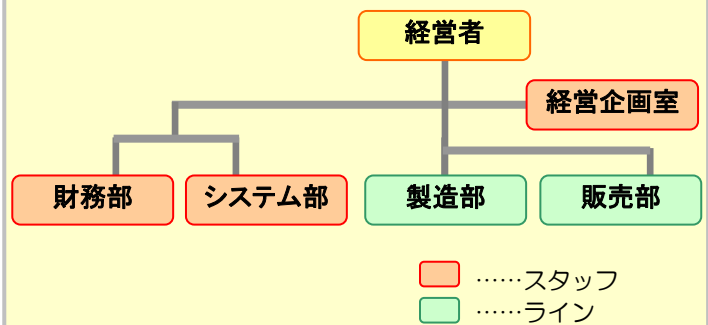 経営者
経営企画室
財務部
システム部
製造部
販売部
……スタッフ
……ライン